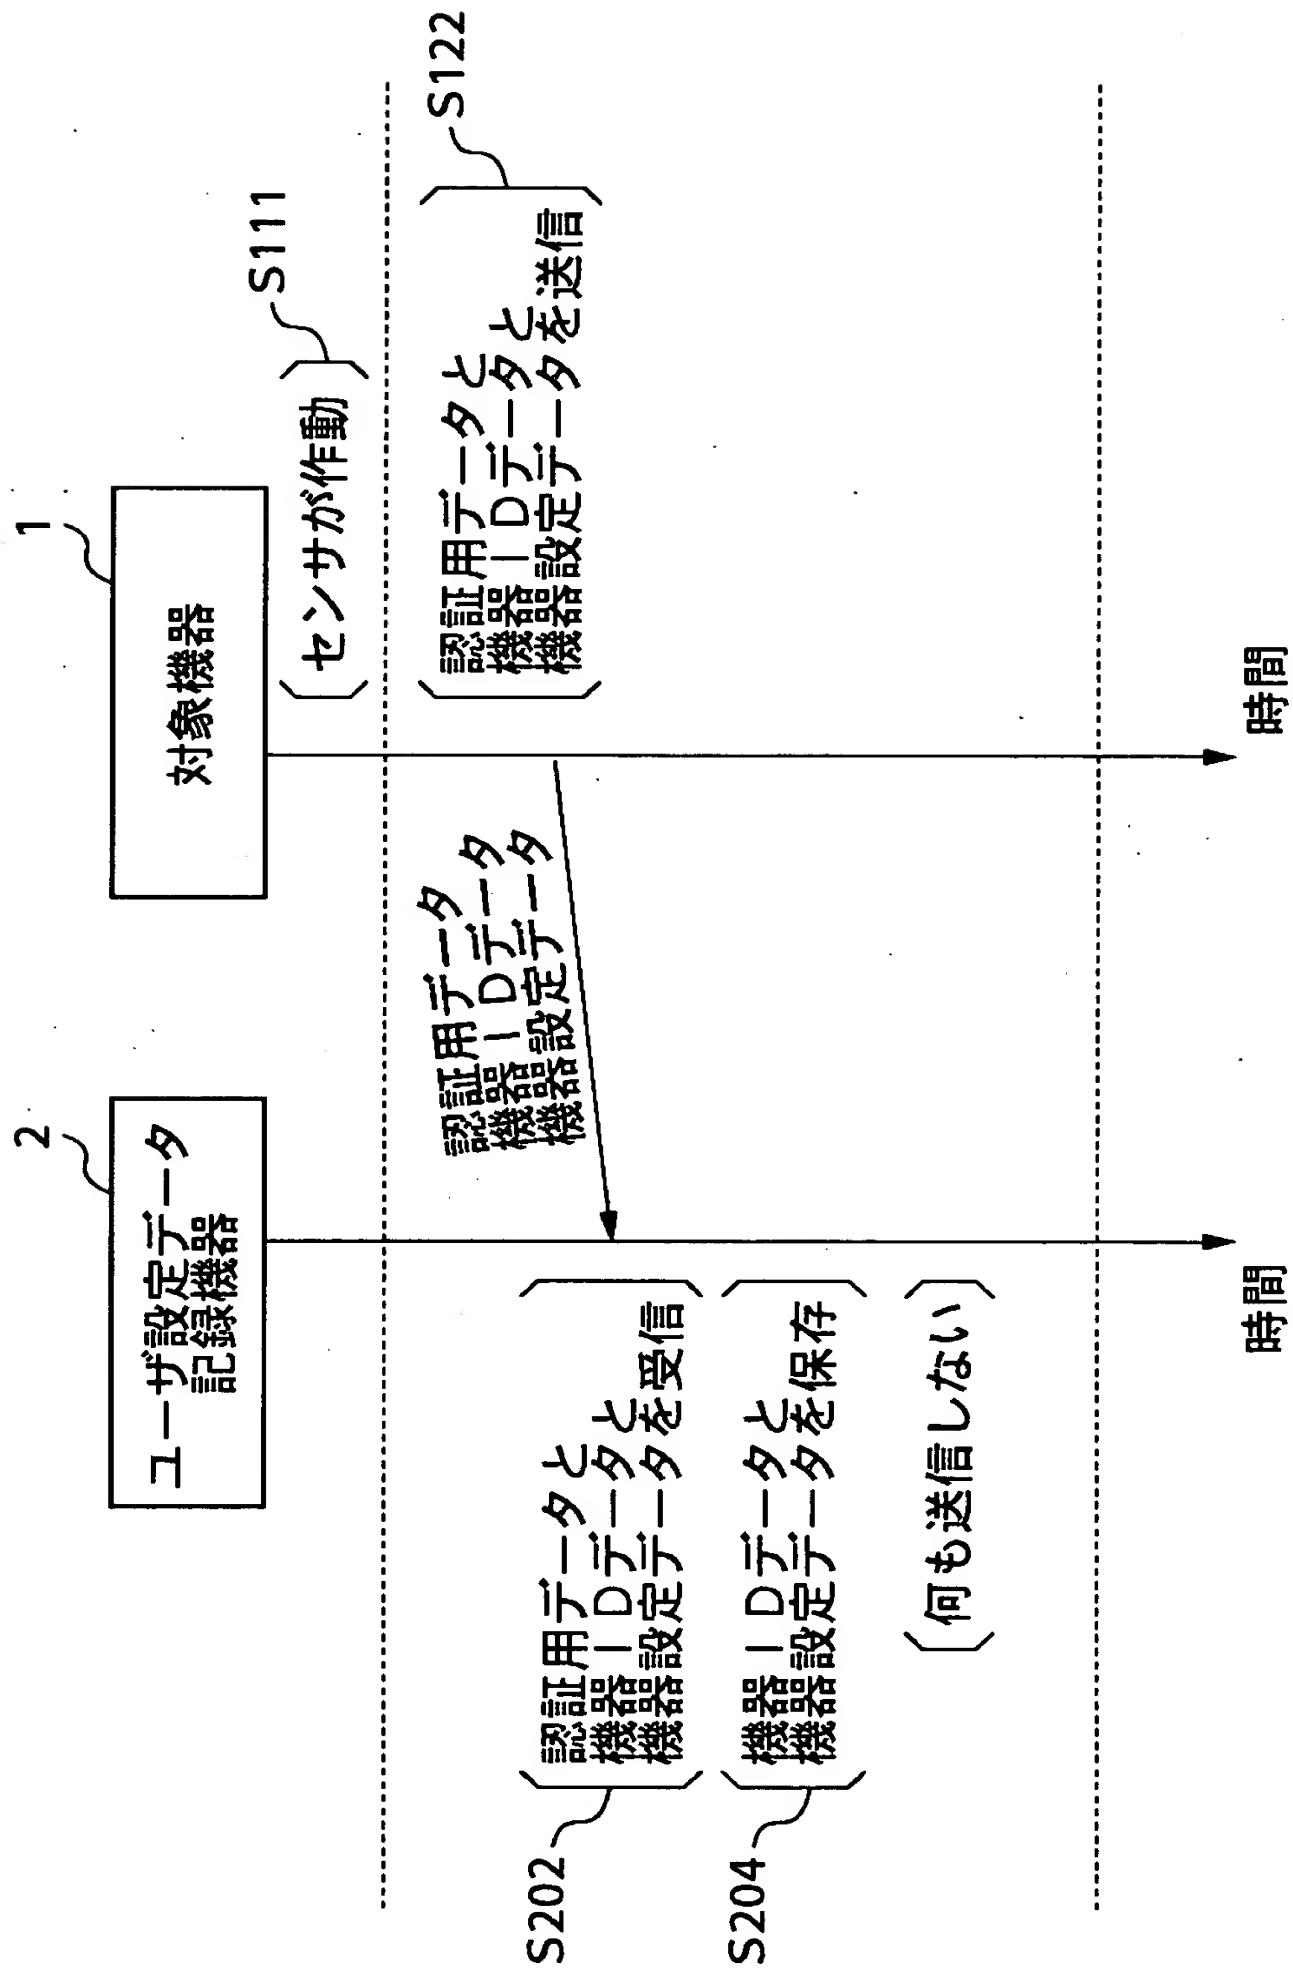 2
ユーザ設定データ
記録機器
1
対象機器
センサが作動
S111
認証用データと
機器IDデータと
機器設定データを送信
S122
認証用データ
機器IDデータ
機器設定データ
S202
認証用データと
機器IDデータと
機器設定データを受信
S204
機器IDデータと
機器設定データを保存
何も送信しない
時間
時間